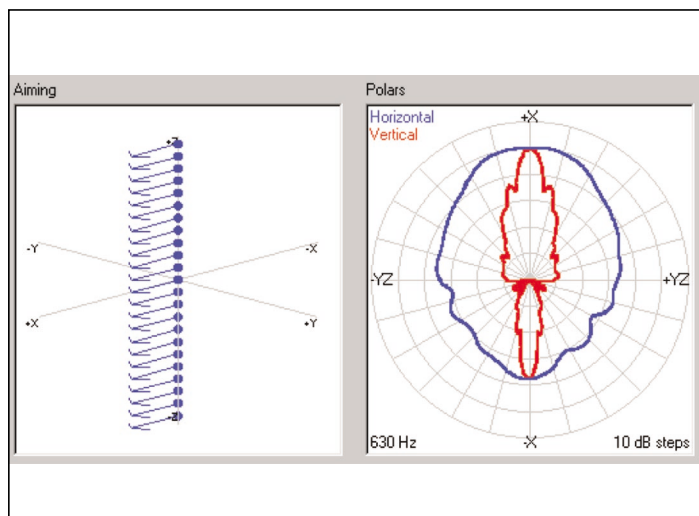 Aiming
+Z
-Y
-X
+X
+Y
-Z
Polars
Horizontal
Vertical
+X
-YZ
+YZ
-X
630 Hz
10 dB steps